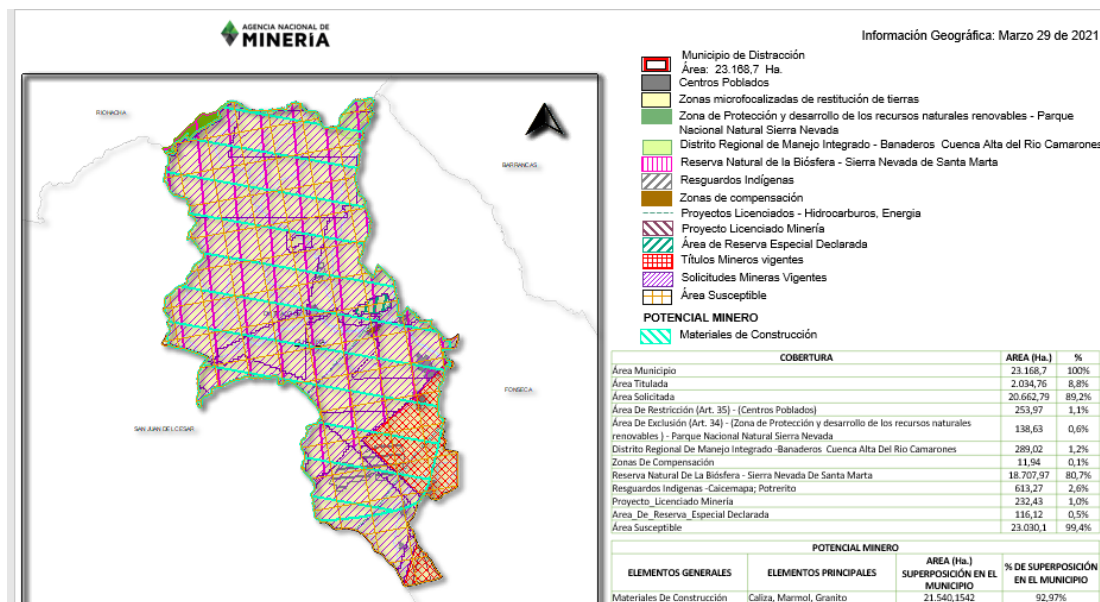 AGENCIA NACIONAL DE
MINERÍA
Información Geográfica: Marzo 29 de 2021
RIOHACHA
BARRANCAS
FONSECA
SAN JUAN DEL CESAR
Municipio de Distracción
Área: 23.168,7 Ha.
Centros Poblados
Zonas microfocalizadas de restitución de tierras
Zona de Protección y desarrollo de los recursos naturales renovables - Parque
Nacional Natural Sierra Nevada
Distrito Regional de Manejo Integrado - Banaderos Cuenca Alta del Rio Camarones
Reserva Natural de la Biósfera - Sierra Nevada de Santa Marta
Resguardos Indígenas
Zonas de compensación
Proyectos Licenciados - Hidrocarburos, Energia
Proyecto Licenciado Minería
Área de Reserva Especial Declarada
Títulos Mineros vigentes
Solicitudes Mineras Vigentes
Área Susceptible
POTENCIAL MINERO
Materiales de Construcción
COBERTURA AREA (Ha.) %
Área Municipio 23.168,7 100%
Área Titulada 2.034,76 8,8%
Área Solicitada 20.662,79 89,2%
Área De Restricción (Art. 35) - (Centros Poblados) 253,97 1,1%
Área De Exclusión (Art. 34) - (Zona de Protección y desarrollo de los recursos naturales
renovables ) - Parque Nacional Natural Sierra Nevada 138,63 0,6%
Distrito Regional De Manejo Integrado -Banaderos Cuenca Alta Del Rio Camarones 289,02 1,2%
Zonas De Compensación 11,94 0,1%
Reserva Natural De La Biósfera - Sierra Nevada De Santa Marta 18.707,97 80,7%
Resguardos Indigenas -Caicemapa; Potrerito 613,27 2,6%
Proyecto_Licenciado Minería 232,43 1,0%
Area_De_Reserva_Especial Declarada 116,12 0,5%
Área Susceptible 23.030,1 99,4%
POTENCIAL MINERO
ELEMENTOS GENERALES ELEMENTOS PRINCIPALES AREA (Ha.) SUPERPOSICIÓN EN EL MUNICIPIO % DE SUPERPOSICIÓN EN EL MUNICIPIO
Materiales De Construcción Caliza, Marmol, Granito 21.540,1542 92,97%